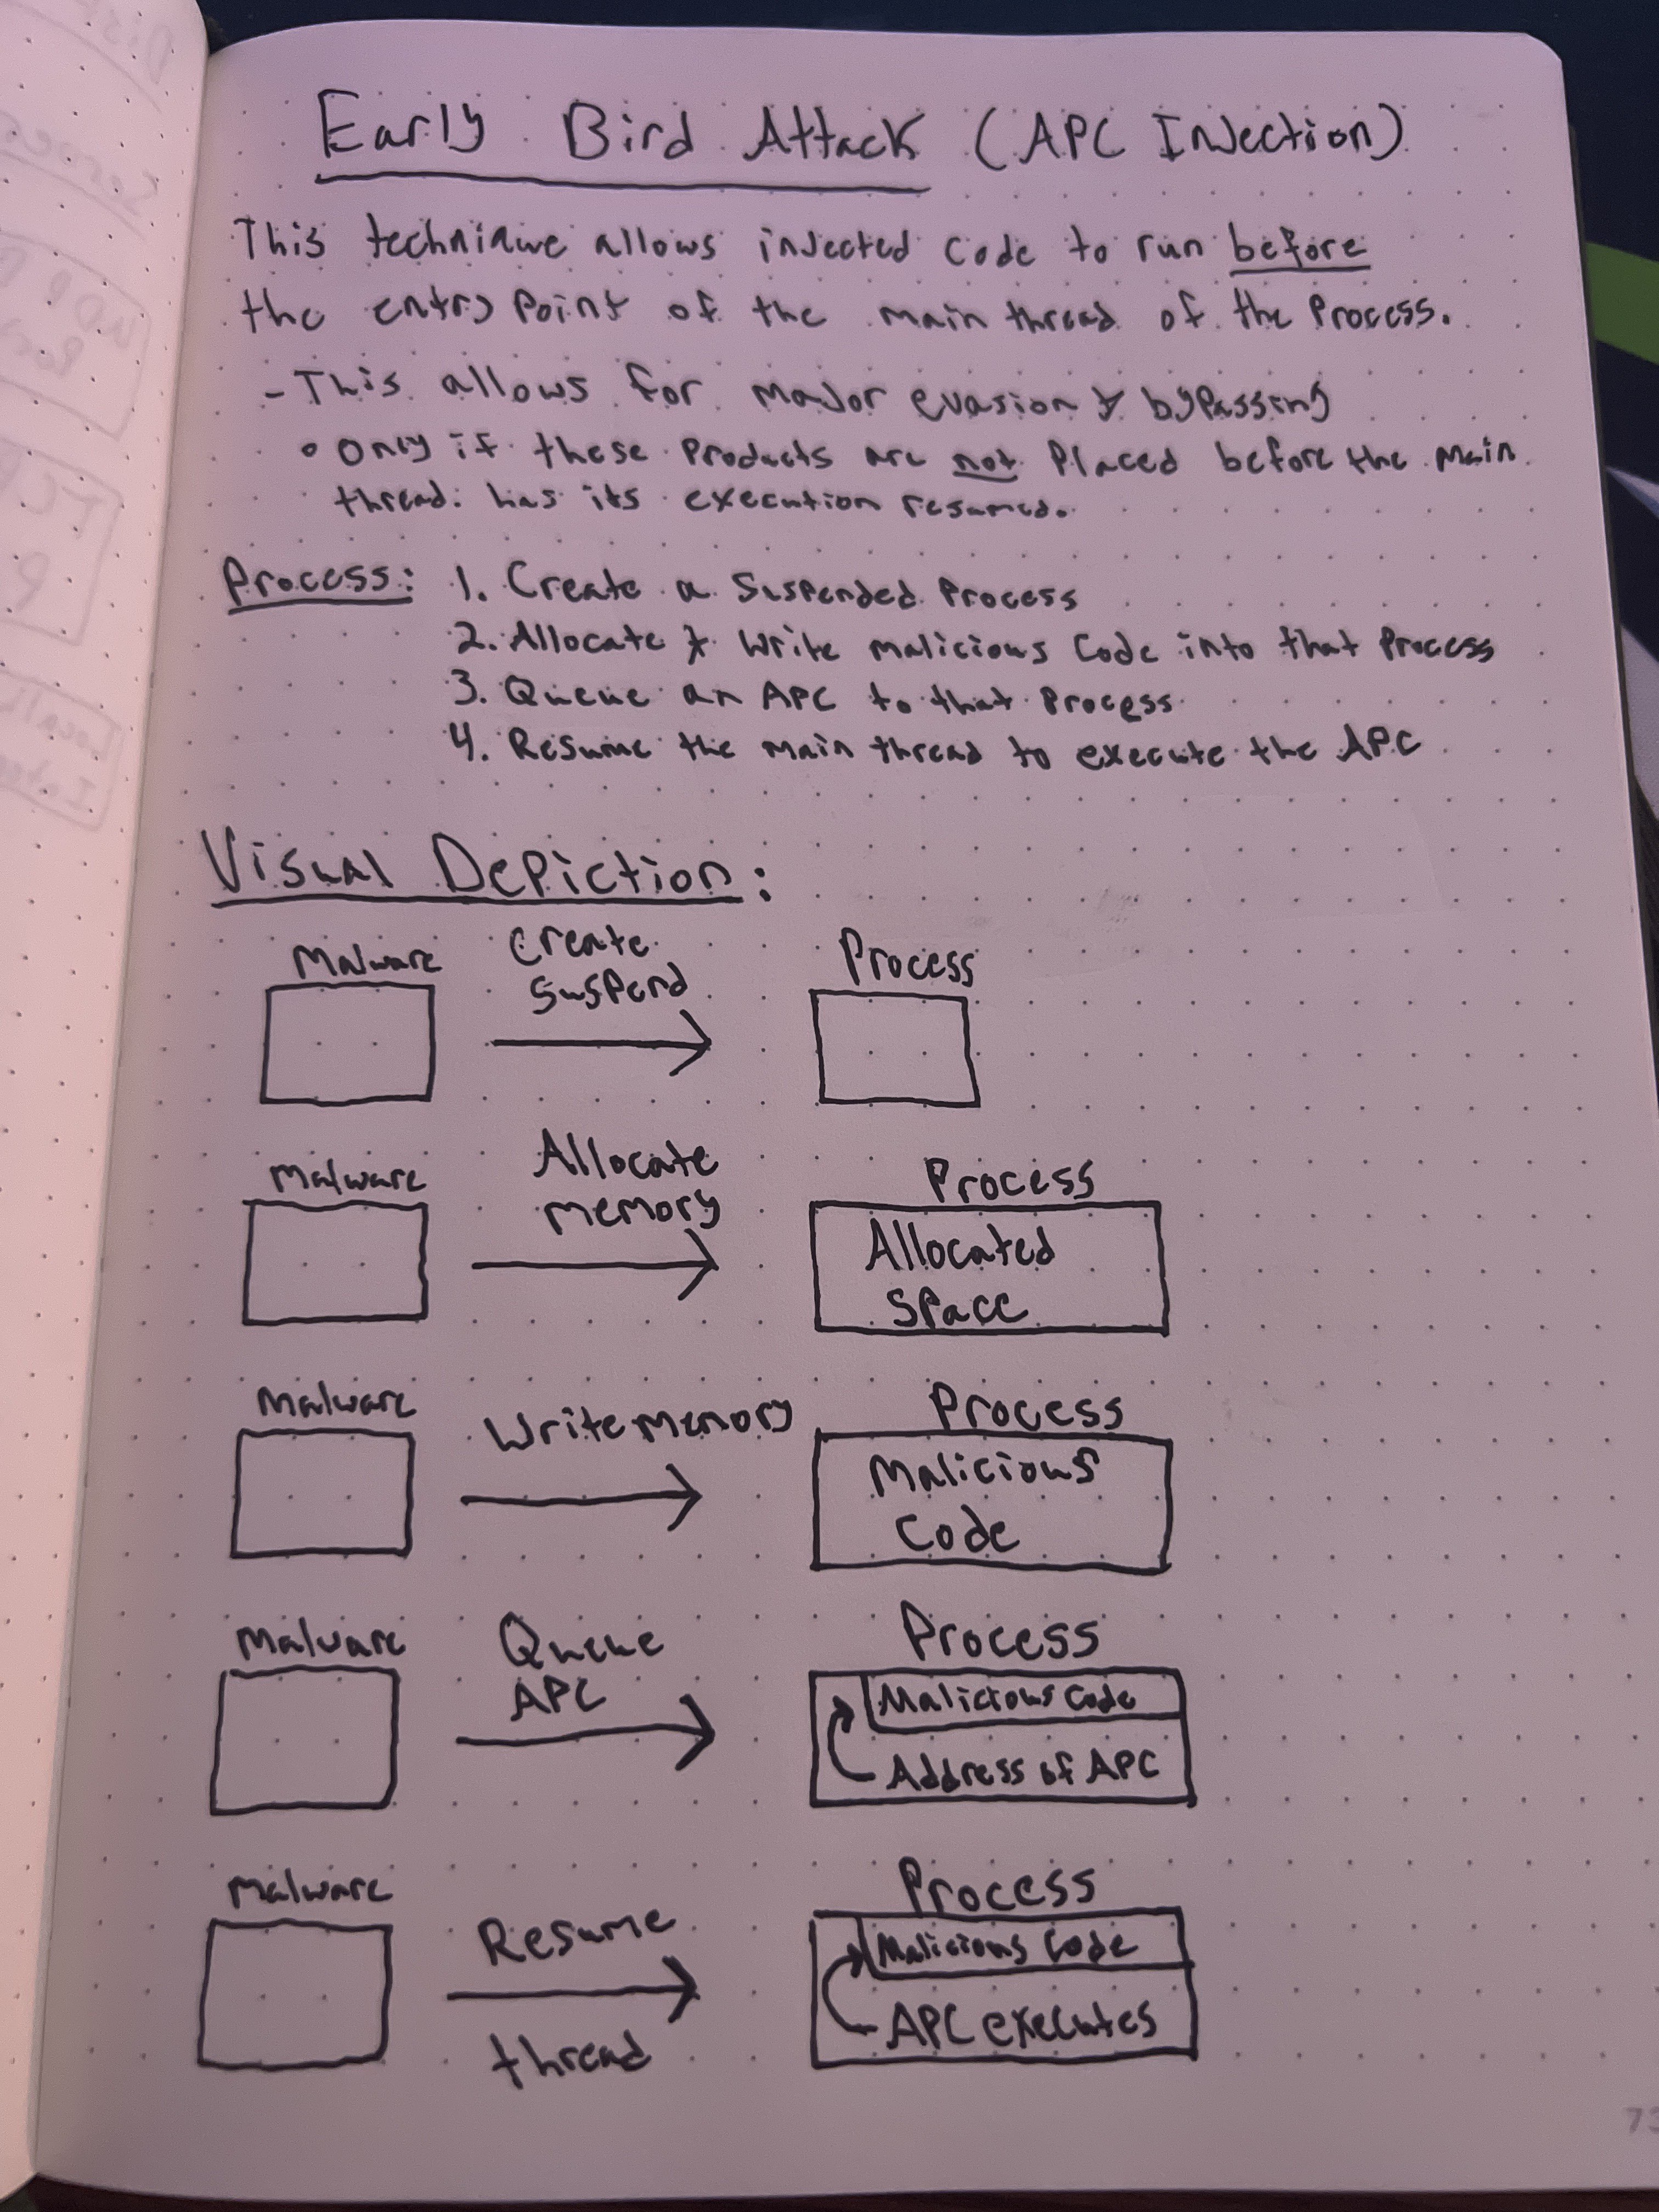 Early Bird Attack (APC Injection)
This technique allows injected code to run before
the entry point of the main thread of the process.
- This allows for major evasion & bypassing
• Only if these products are not placed before the main
thread has its execution resumed.
Process: 1. Create a Suspended Process
2. Allocate & Write malicious code into that process
3. Queue an APC to that process
4. Resume the main thread to execute the APC
Visual Depiction:
Malware
Create
suspend
Process
Malware
Allocate
memory
Process
Allocated
Space
Malware
Write memory
Process
Malicious
Code
Malware
Queue
APC
Process
Malicious Code
Address of APC
Malware
Resume
thread
Process
Malicious Code
APC executes